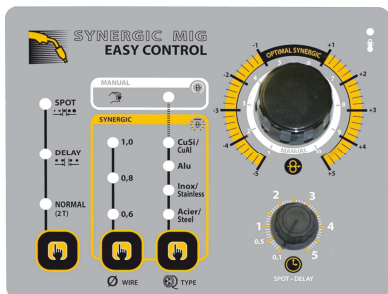 SYNERGIC MIG
EASY CONTROL
MANUAL
SYNERGIC
SPOT
DELAY
NORMAL
(2 T)
1,0
0,8
0,6
CuSi/
CuAl
Alu
Inox/
Stainless
Acier/
Steel
Ø WIRE
TYPE
OPTIMAL SYNERGIC
-1
-2
-3
-4
-5
+1
+2
+3
+4
+5
MANUAL
0,1
0,5
1
2
3
4
5
SPOT - DELAY